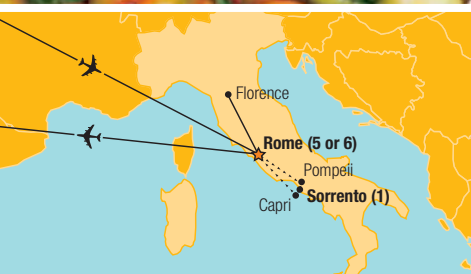 Florence
Rome (5 or 6)
Pompeii
Sorrento (1)
Capri